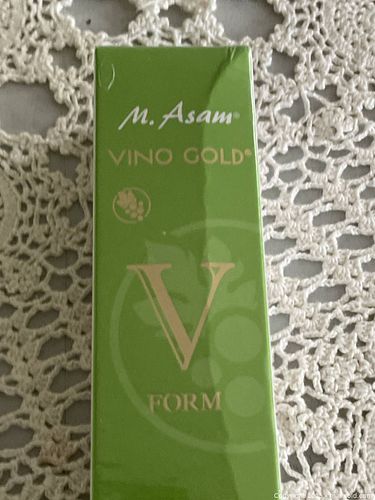 M. Asam®
VINO GOLD®
V
FORM